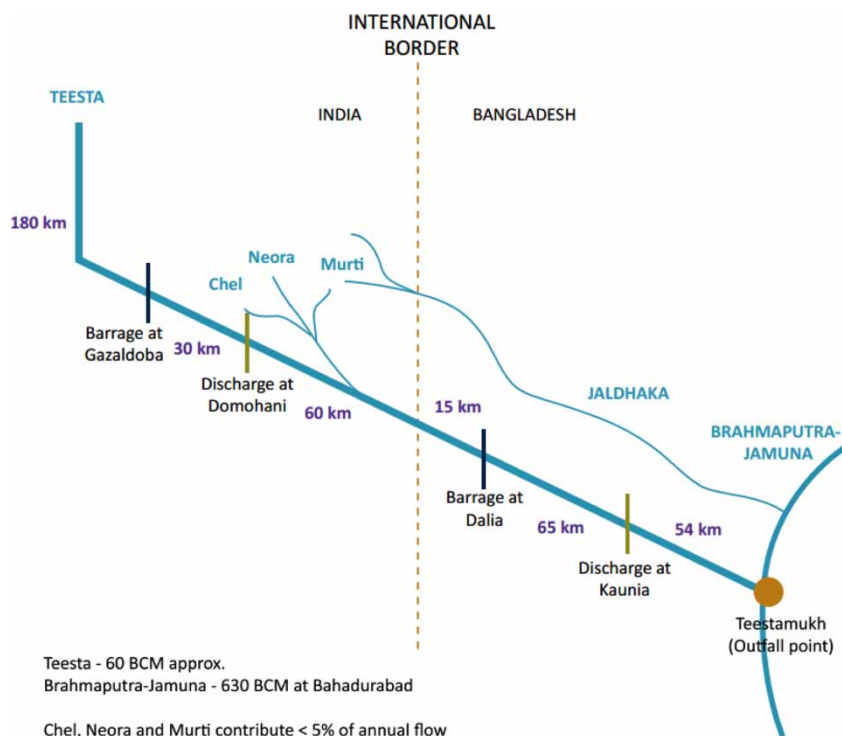 INTERNATIONAL
BORDER
TEESTA
INDIA
BANGLADESH
180 km
Neora
Murti
Chel
Barrage at
Gazaldoba
30 km
Discharge at
Domohani
60 km
15 km
JALDHAKA
BRAHMAPUTRA-
JAMUNA
Barrage at
Dalia
65 km
54 km
Discharge at
Kaunia
Teestamukh
(Outfall point)
Teesta - 60 BCM approx.
Brahmaputra-Jamuna - 630 BCM at Bahadurabad
Chel, Neora and Murti contribute < 5% of annual flow